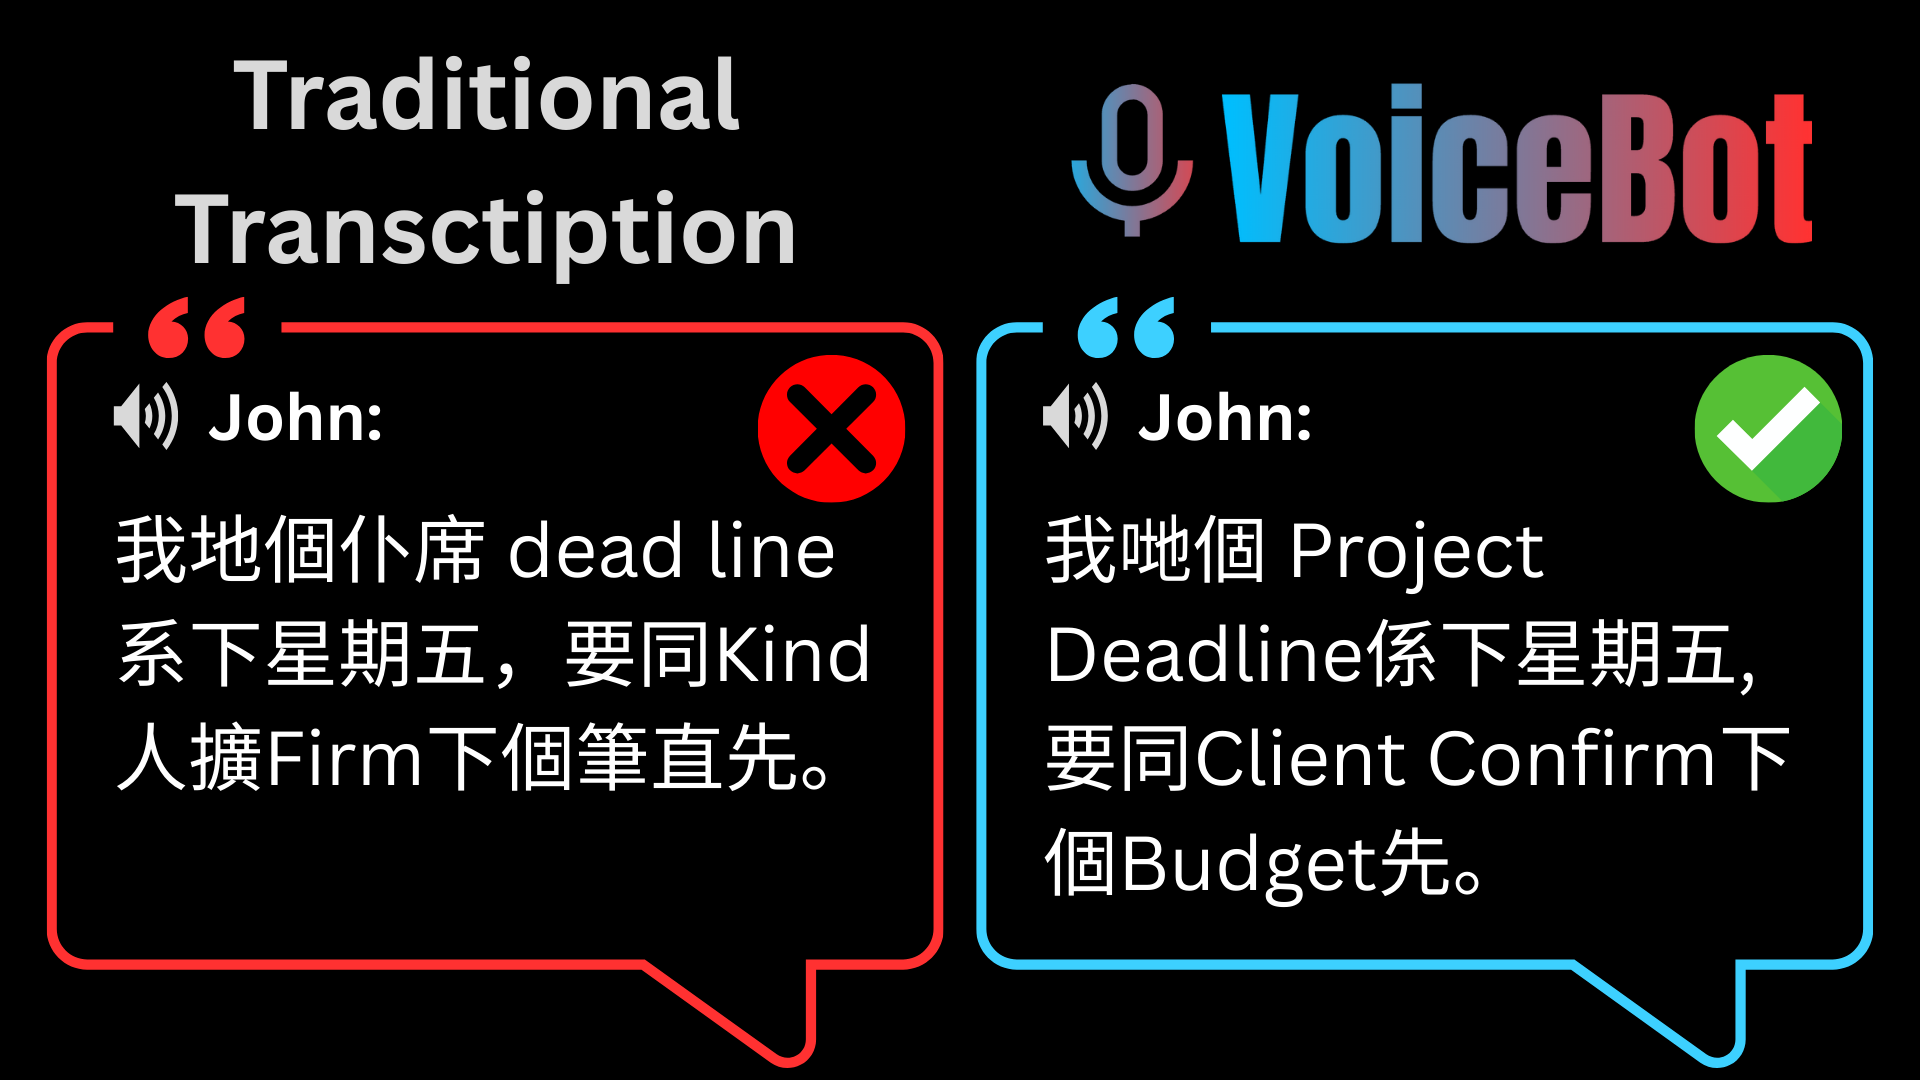 Traditional
Transctiption
VoiceBot
John:
我地個仆席 dead line
系下星期五，要同Kind
人擴Firm下個筆直先。
John:
我哋個 Project
Deadline係下星期五,
要同Client Confirm下
個Budget先。